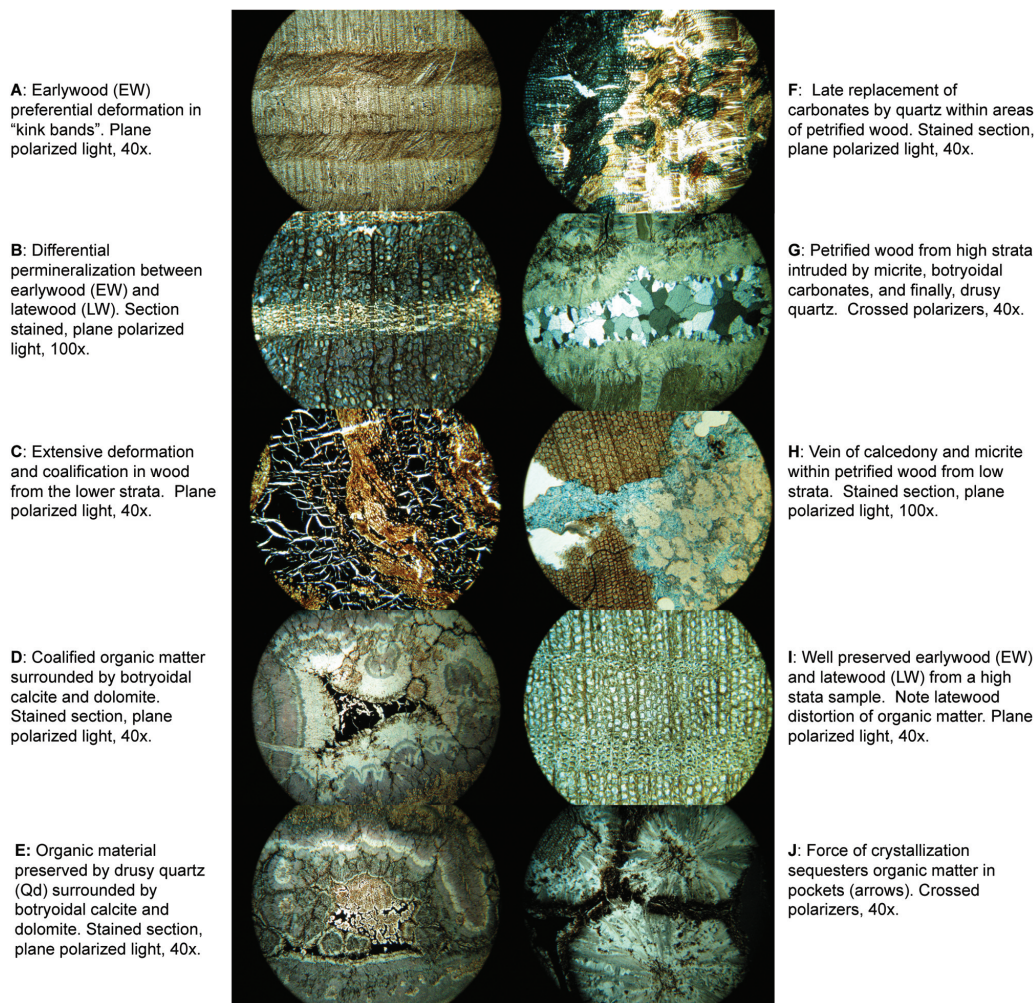 A: Earlywood (EW)
preferential deformation in
“kink bands”. Plane
polarized light, 40x.
B: Differential
permineralization between
earlywood (EW) and
latewood (LW). Section
stained, plane polarized
light, 100x.
C: Extensive deformation
and coalification in wood
from the lower strata. Plane
polarized light, 40x.
D: Coalified organic matter
surrounded by botryoidal
calcite and dolomite.
Stained section, plane
polarized light, 40x.
E: Organic material
preserved by drusy quartz
(Qd) surrounded by
botryoidal calcite and
dolomite. Stained section,
plane polarized light, 40x.
F: Late replacement of
carbonates by quartz within areas
of petrified wood. Stained section,
plane polarized light, 40x.
G: Petrified wood from high strata
intruded by micrite, botryoidal
carbonates, and finally, drusy
quartz. Crossed polarizers, 40x.
H: Vein of calcedony and micrite
within petrified wood from low
strata. Stained section, plane
polarized light, 100x.
I: Well preserved earlywood (EW)
and latewood (LW) from a high
stata sample. Note latewood
distortion of organic matter. Plane
polarized light, 40x.
J: Force of crystallization
sequesters organic matter in
pockets (arrows). Crossed
polarizers, 40x.